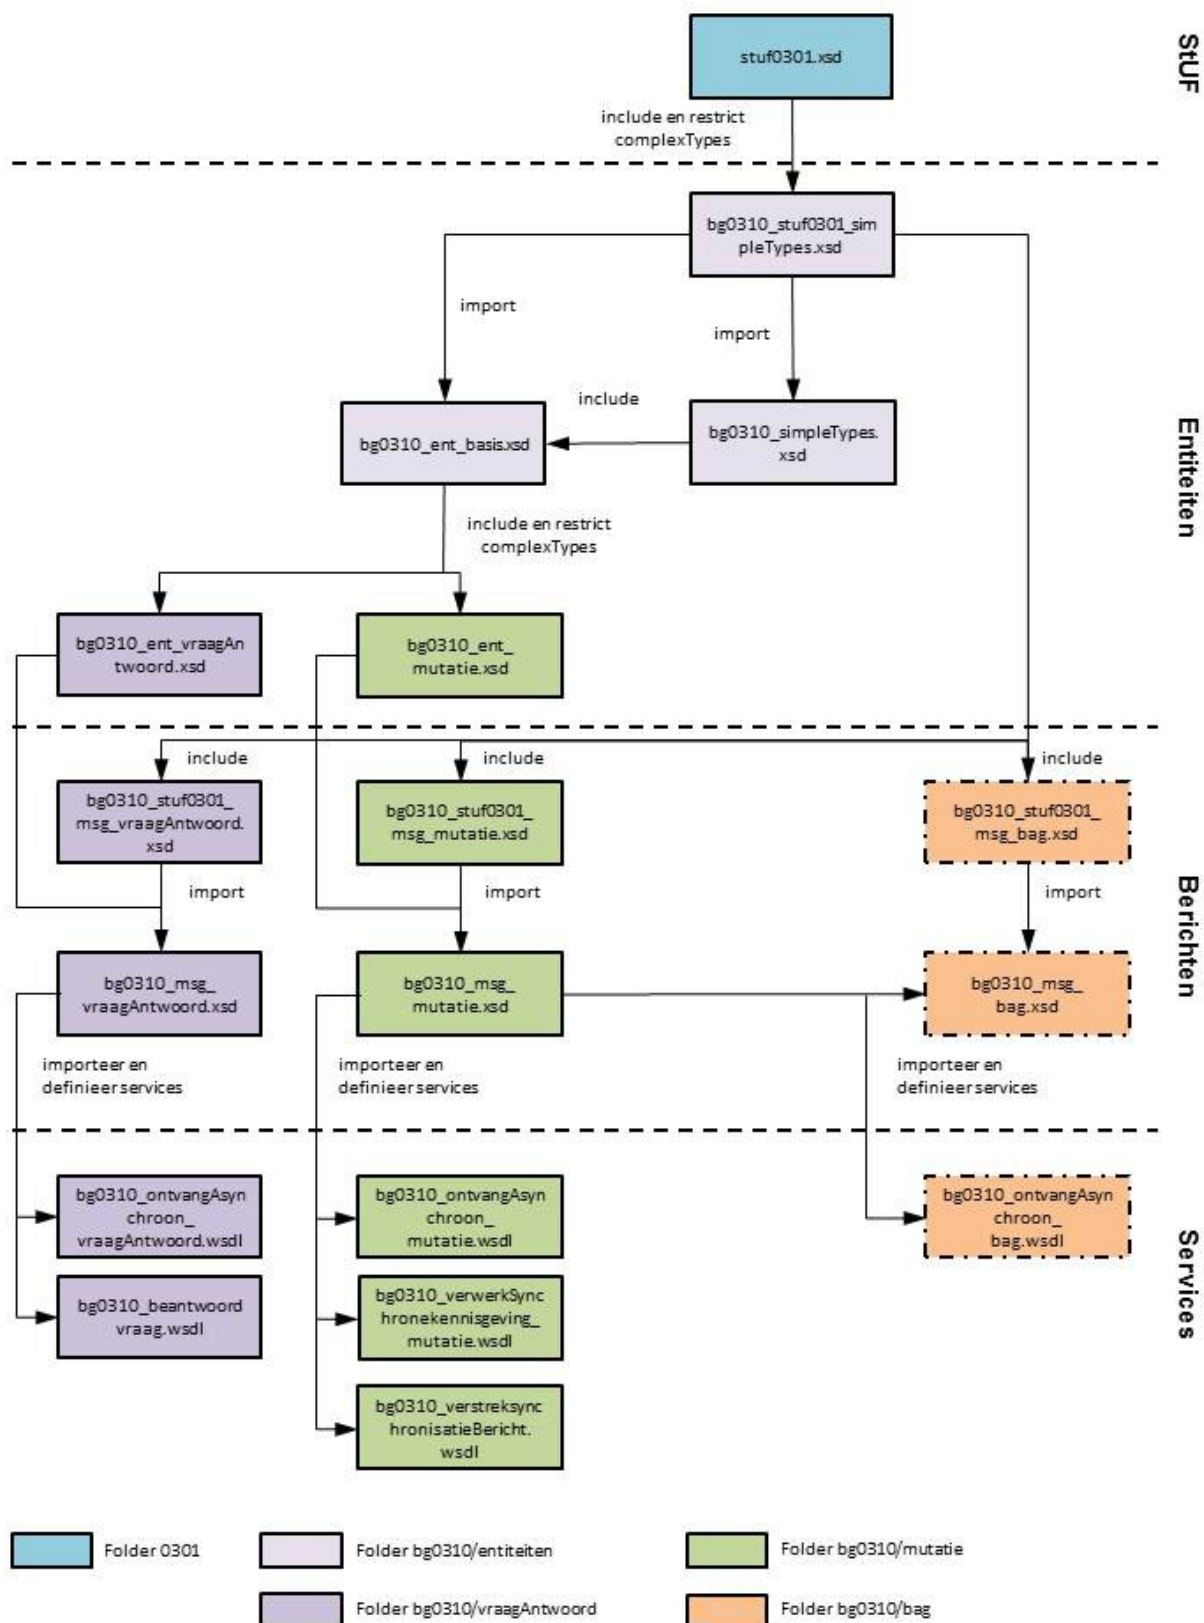 stuf0301.xsd
StUF
include en restrict
complexTypes
bg0310_stuf0301_sim
pleTypes.xsd
import
import
include
bg0310_ent_basis.xsd
bg0310_simpleTypes.
xsd
Entiteiten
include en restrict
complexTypes
bg0310_ent_vraagAn
twoord.xsd
bg0310_ent_
mutatie.xsd
include
include
include
bg0310_stuf0301_
msg_vraagAntwoord.
xsd
bg0310_stuf0301_
msg_mutatie.xsd
bg0310_stuf0301_
msg_bag.xsd
import
import
import
Berichten
bg0310_msg_
vraagAntwoord.xsd
bg0310_msg_
mutatie.xsd
bg0310_msg_
bag.xsd
importeer en
definieer services
importeer en
definieer services
importeer en
definieer services
bg0310_ontvangAsyn
chroon_
vraagAntwoord.wsdl
bg0310_ontvangAsyn
chroon_
mutatie.wsdl
bg0310_ontvangAsyn
chroon_
bag.wsdl
Services
bg0310_beantwoord
vraag.wsdl
bg0310_verwerkSync
hronekennisgeving_
mutatie.wsdl
bg0310_verstreksync
hronisatieBericht.
wsdl
Folder 0301
Folder bg0310/entiteiten
Folder bg0310/mutatie
Folder bg0310/vraagAntwoord
Folder bg0310/bag